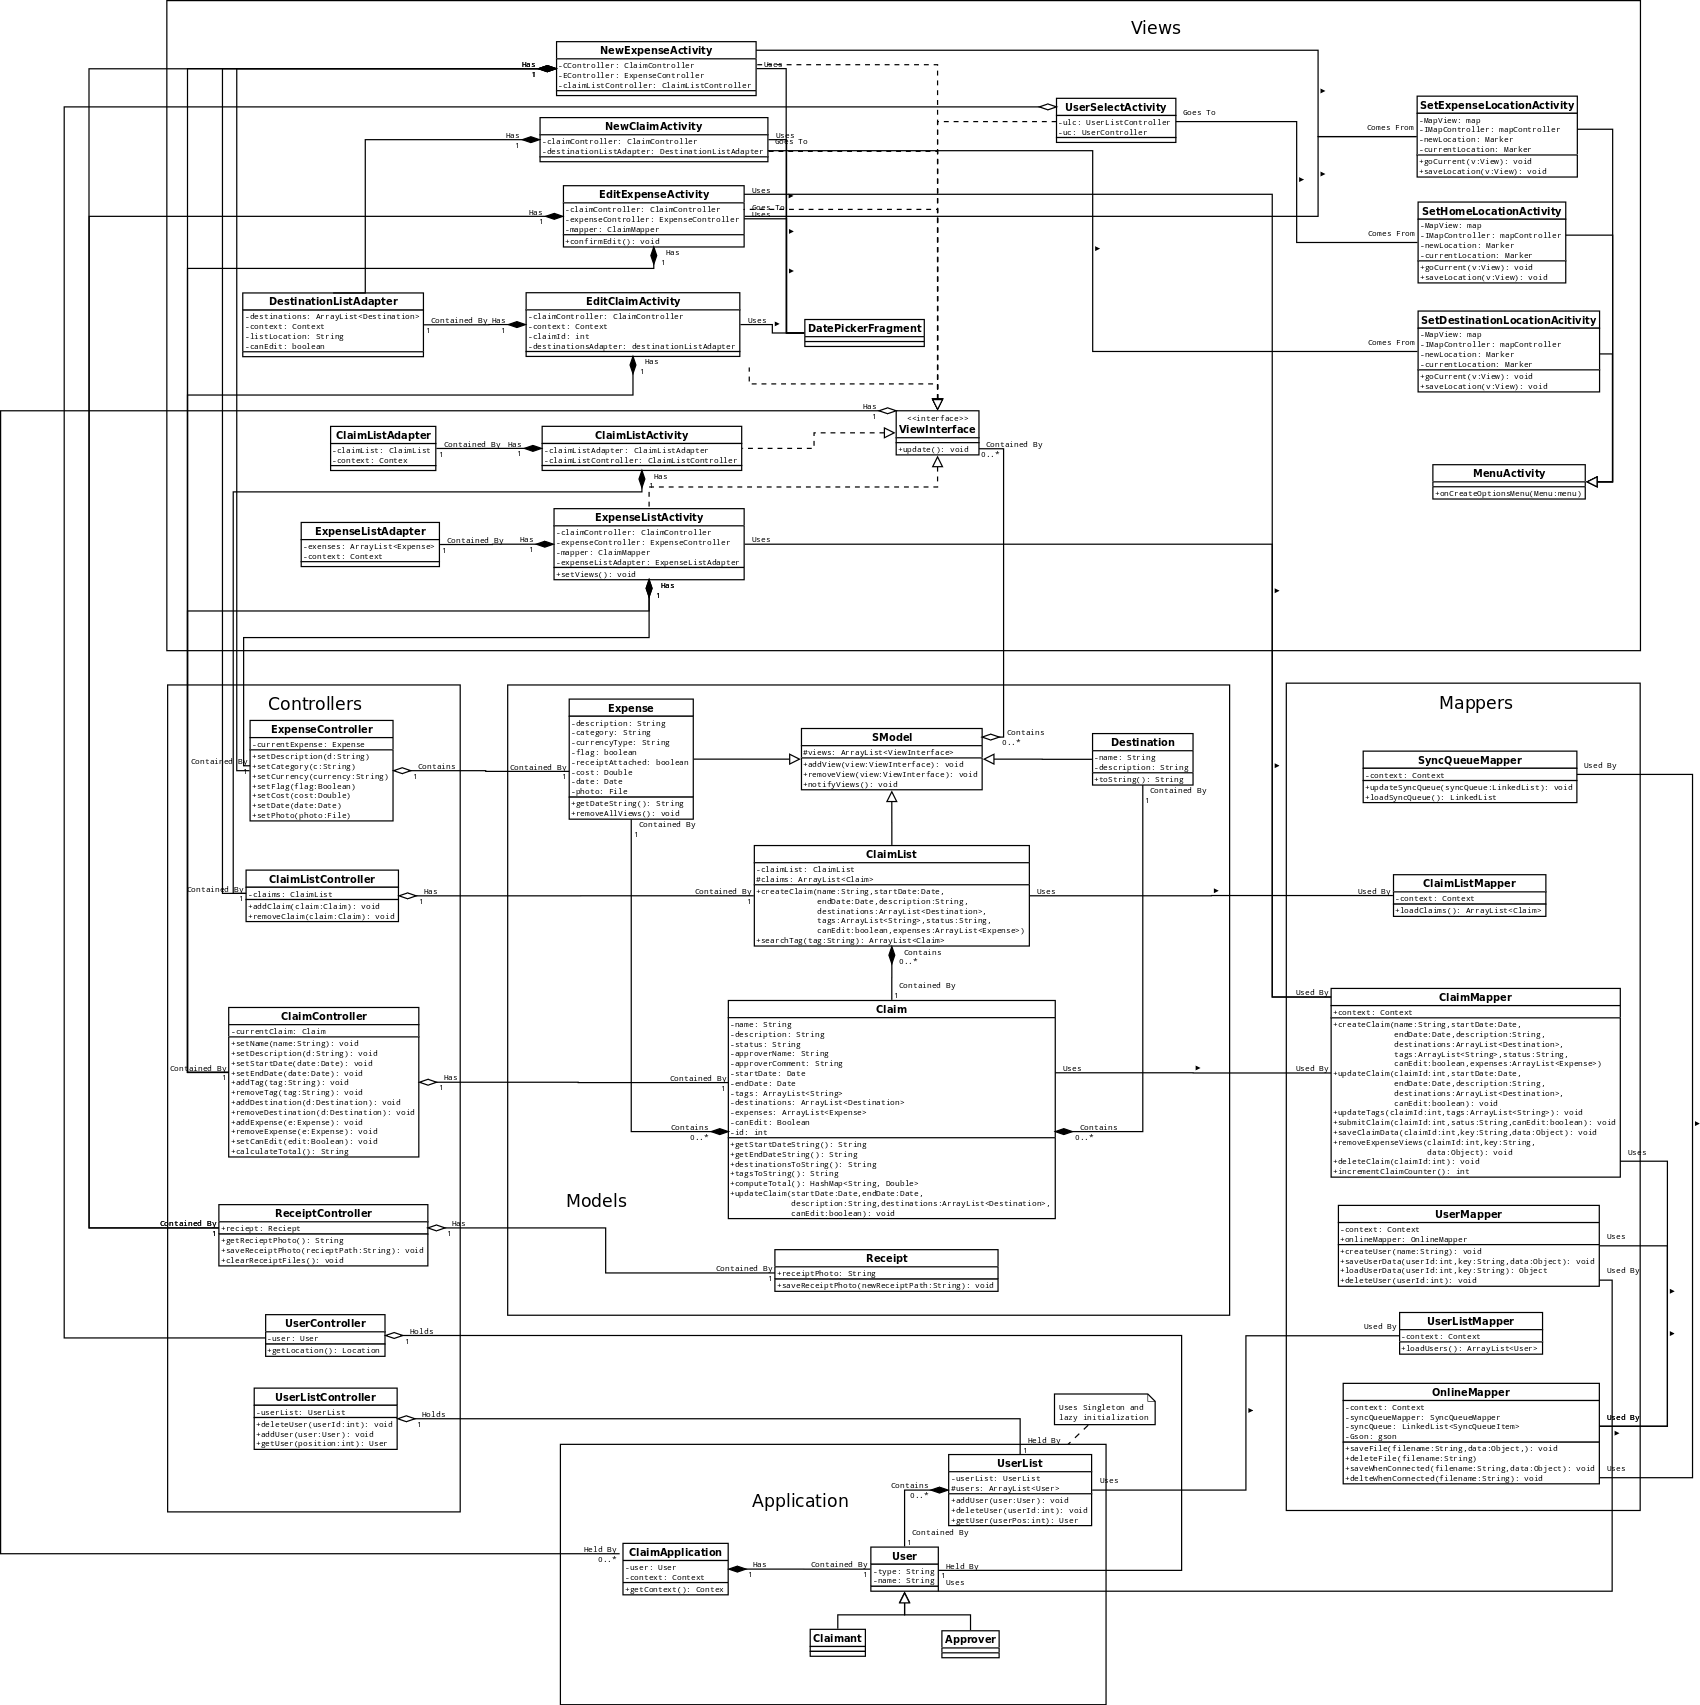 Views
NewExpenseActivity
-CController: ClaimController
-EController: ExpenseController
-claimListController: ClaimListController
Has
1
Uses
UserSelectActivity
-ulc: UserListController
-uc: UserController
Goes To
SetExpenseLocationActivity
-MapView: map
-IMapController: mapController
-newLocation: Marker
-currentLocation: Marker
+goCurrent(v:View): void
+saveLocation(v:View): void
Comes From
NewClaimActivity
-claimController: ClaimController
-destinationListAdapter: DestinationListAdapter
Has
1
Uses
Goes To
EditExpenseActivity
-claimController: ClaimController
-expenseController: ExpenseController
-mapper: ClaimMapper
+confirmEdit(): void
Has
1
Uses
Goes To
Uses
Has
1
SetHomeLocationActivity
-MapView: map
-IMapController: mapController
-newLocation: Marker
-currentLocation: Marker
+goCurrent(v:View): void
+saveLocation(v:View): void
Comes From
DestinationListAdapter
-destinations: ArrayList<Destination>
-context: Context
-listLocation: String
-canEdit: boolean
Contained By
1
Has
1
EditClaimActivity
-claimController: ClaimController
-context: Context
-claimId: int
-destinationsAdapter: destinationListAdapter
Uses
Has
1
DatePickerFragment
SetDestinationLocationAcitivity
-MapView: map
-IMapController: mapController
-newLocation: Marker
-currentLocation: Marker
+goCurrent(v:View): void
+saveLocation(v:View): void
Comes From
Has
1
<<interface>>
ViewInterface
+update(): void
Contained By
0..*
ClaimListAdapter
-claimList: ClaimList
-context: Contex
Contained By
1
Has
1
ClaimListActivity
-claimListAdapter: ClaimListAdapter
-claimListController: ClaimListController
Has
1
MenuActivity
+onCreateOptionsMenu(Menu:menu)
ExpenseListAdapter
-exenses: ArrayList<Expense>
-context: Context
Contained By
1
Has
1
ExpenseListActivity
-claimController: ClaimController
-expenseController: ExpenseController
-mapper: ClaimMapper
-expenseListAdapter: ExpenseListAdapter
+setViews(): void
Uses
Has
1
Controllers
ExpenseController
-currentExpense: Expense
+setDescription(d:String)
+setCategory(c:String)
+setCurrency(currency:String)
+setFlag(flag:Boolean)
+setCost(cost:Double)
+setDate(date:Date)
+setPhoto(photo:File)
Contained By
1
Contains
1
ClaimListController
-claims: ClaimList
+addClaim(claim:Claim): void
+removeClaim(claim:Claim): void
Contained By
1
Has
1
ClaimController
-currentClaim: Claim
+setName(name:String): void
+setDescription(d:String): void
+setStartDate(date:Date): void
+setEndDate(date:Date): void
+addTag(tag:String): void
+removeTag(tag:String): void
+addDestination(d:Destination): void
+removeDestination(d:Destination): void
+addExpense(e:Expense): void
+removeExpense(e:Expense): void
+setCanEdit(edit:Boolean): void
+calculateTotal(): String
Contained By
1
Has
1
ReceiptController
+reciept: Reciept
+getRecieptPhoto(): String
+saveReceiptPhoto(recieptPath:String): void
+clearReceiptFiles(): void
Contained By
1
Has
1
UserController
-user: User
+getLocation(): Location
Holds
1
UserListController
-userList: UserList
+deleteUser(userId:int): void
+addUser(user:User): void
+getUser(position:int): User
Holds
1
Models
Expense
-description: String
-category: String
-currencyType: String
-flag: boolean
-receiptAttached: boolean
-cost: Double
-date: Date
-photo: File
+getDateString(): String
+removeAllViews(): void
Contained By
1
Contained By
1
SModel
#views: ArrayList<ViewInterface>
+addView(view:ViewInterface): void
+removeView(view:ViewInterface): void
+notifyViews(): void
Contains
0..*
Destination
-name: String
-description: String
+toString(): String
Contained By
1
ClaimList
-claimList: ClaimList
#claims: ArrayList<Claim>
+createClaim(name:String,startDate:Date,
endDate:Date,description:String,
destinations:ArrayList<Destination>,
tags:ArrayList<String>,status:String,
canEdit:boolean,expenses:ArrayList<Expense>)
+searchTag(tag:String): ArrayList<Claim>
Contained By
1
Uses
Contains
0..*
Contained By
1
Claim
-name: String
-description: String
-status: String
-approverName: String
-approverComment: String
-startDate: Date
-endDate: Date
-tags: ArrayList<String>
-destinations: ArrayList<Destination>
-expenses: ArrayList<Expense>
-canEdit: Boolean
-id: int
+getStartDateString(): String
+getEndDateString(): String
+destinationsToString(): String
+tagsToString(): String
+computeTotal(): HashMap<String, Double>
+updateClaim(startDate:Date,endDate:Date,
description:String,destinations:ArrayList<Destination>,
canEdit:boolean): void
Contained By
1
Contains
0..*
Uses
Contains
0..*
Receipt
+receiptPhoto: String
+saveReceiptPhoto(newReceiptPath:String): void
Contained By
1
Mappers
SyncQueueMapper
-context: Context
+updateSyncQueue(syncQueue:LinkedList): void
+loadSyncQueue(): LinkedList
Used By
ClaimListMapper
-context: Context
+loadClaims(): ArrayList<Claim>
Used By
ClaimMapper
+context: Context
+createClaim(name:String,startDate:Date,
endDate:Date,description:String,
destinations:ArrayList<Destination>,
tags:ArrayList<String>,status:String,
canEdit:boolean,expenses:ArrayList<Expense>)
+updateClaim(claimId:int,startDate:Date,
endDate:Date,description:String,
destinations:ArrayList<Destination>,
canEdit:boolean): void
+updateTags(claimId:int,tags:ArrayList<String>): void
+submitClaim(claimId:int,satus:String,canEdit:boolean): void
+saveClaimData(claimId:int,key:String,data:Object): void
+removeExpenseViews(claimId:int,key:String,
data:Object): void
+deleteClaim(claimId:int): void
+incrementClaimCounter(): int
Used By
Used By
Uses
UserMapper
-context: Context
+onlineMapper: OnlineMapper
+createUser(name:String): void
+saveUserData(userId:int,key:String,data:Object): void
+loadUserData(userId:int,key:String): Object
+deleteUser(userId:int): void
Uses
Used By
UserListMapper
-context: Context
+loadUsers(): ArrayList<User>
Used By
OnlineMapper
-context: Context
-syncQueueMapper: SyncQueueMapper
-syncQueue: LinkedList<SyncQueueItem>
-Gson: gson
+saveFile(filename:String,data:Object,): void
+deleteFile(filename:String)
+saveWhenConnected(filename:String,data:Object): void
+delteWhenConnected(filename:String): void
Used By
Uses
Uses Singleton and
lazy initialization
Application
Held By
1
UserList
-userList: UserList
#users: ArrayList<User>
+addUser(user:User): void
+deleteUser(userId:int): void
+getUser(userPos:int): User
Uses
Contains
0..*
Contained By
1
Held By
0..*
ClaimApplication
-user: User
-context: Context
+getContext(): Contex
Has
1
Contained By
1
User
-type: String
-name: String
Held By
1
Uses
Claimant
Approver